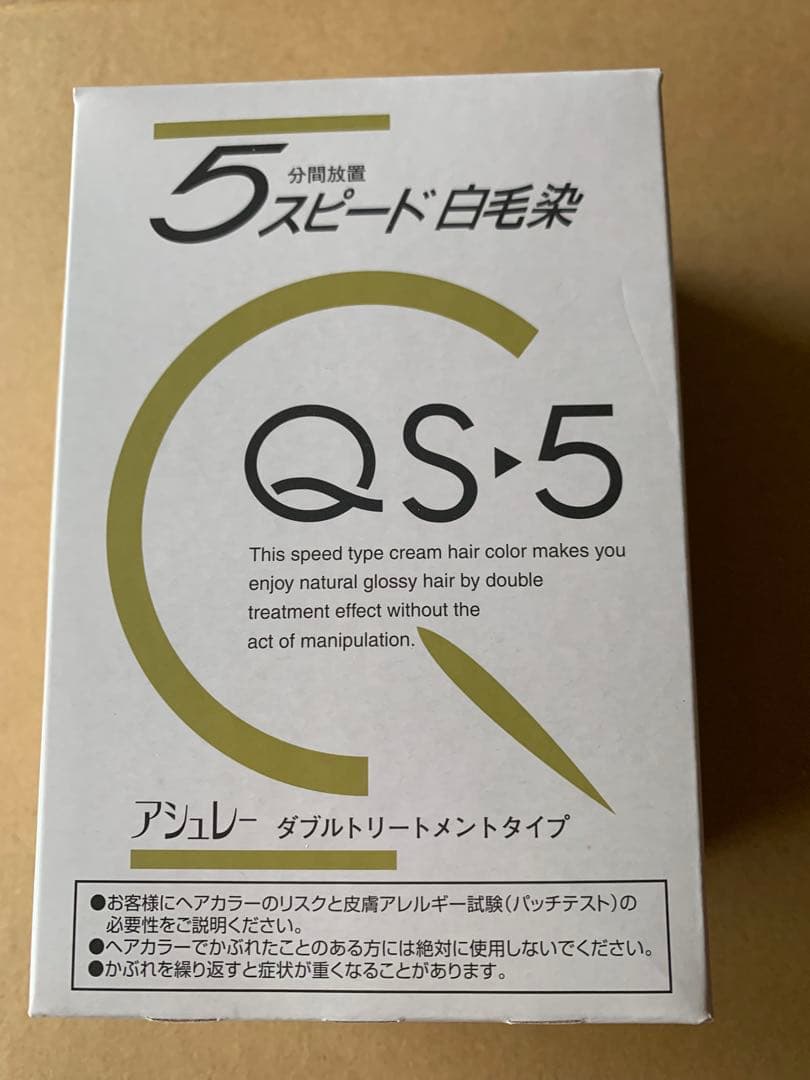 5分間放置
スピード白毛染
QS▶5
This speed type cream hair color makes you
enjoy natural glossy hair by double
treatment effect without the
act of manipulation.
アシュレー ダブルトリートメントタイプ
●お客様にヘアカラーのリスクと皮膚アレルギー試験(パッチテスト)の
必要性をご説明ください。
●ヘアカラーでかぶれたことのある方には絶対に使用しないでください。
●かぶれを繰り返すと症状が重くなることがあります。